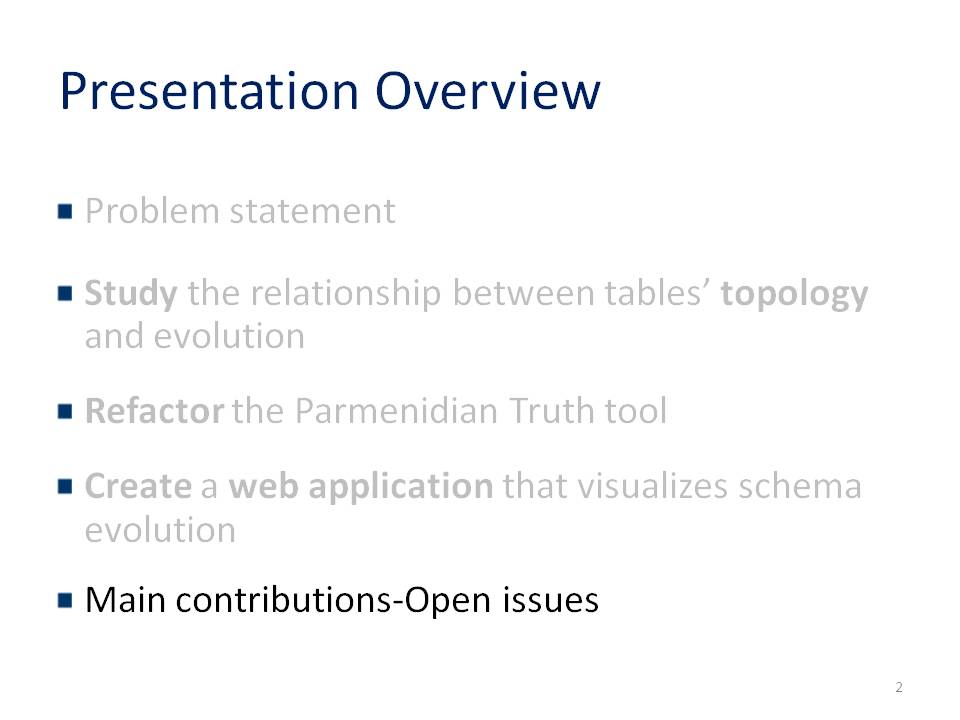 Presentation Overview
Problem statement
Study the relationship between tables’ topology
and evolution
Refactor the Parmenidian Truth tool
Create a web application that visualizes schema
evolution
Main contributions-Open issues
2